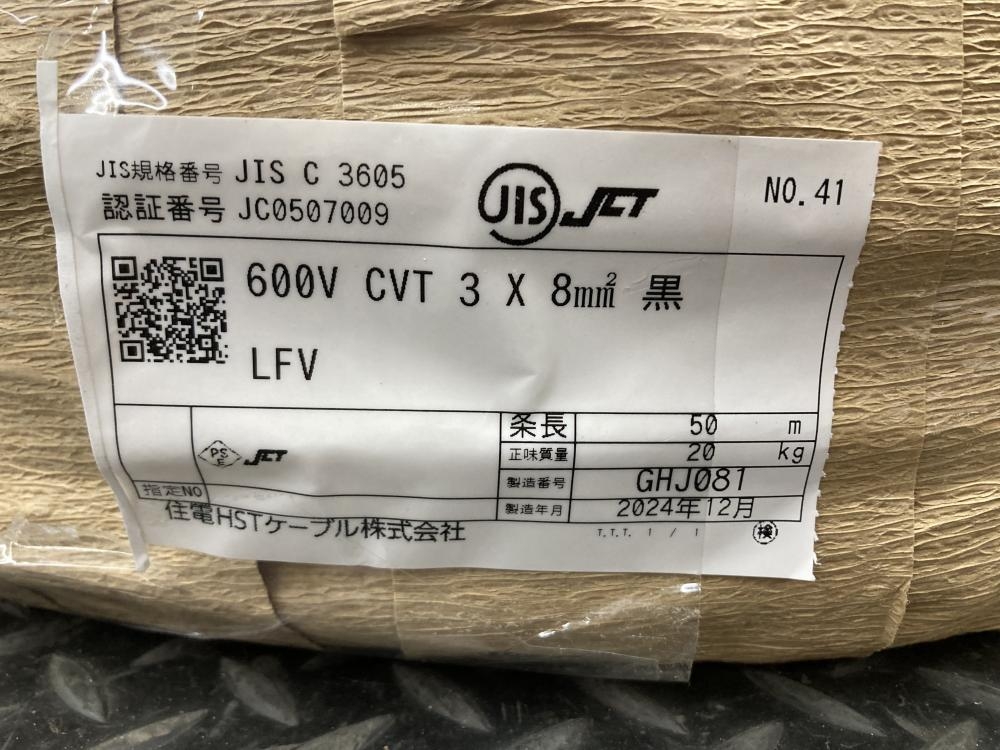 JIS規格番号 JIS C 3605
認証番号 JC0507009
JIS JET
NO. 41
600V CVT 3 X 8m㎡ 黒
LFV
PS E JET
指定NO
条長 50 m
正味質量 20 kg
製造番号 GHJ081
製造年月 2024年12月
住電HSTケーブル株式会社
T.T.T. 1 / 1
検